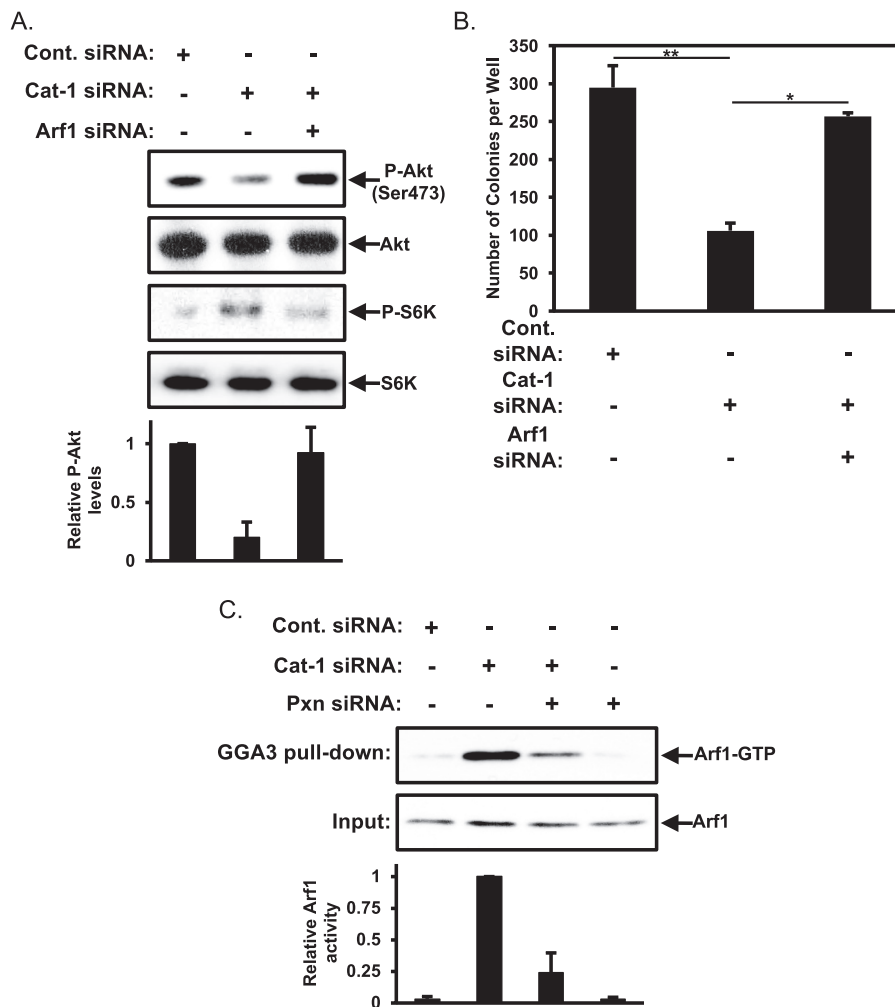 A.
Cont. siRNA: + - -
Cat-1 siRNA: - + +
Arf1 siRNA: - - +
P-Akt
(Ser473)
Akt
P-S6K
S6K
Relative P-Akt
levels
1
0.5
0
B.
Number of Colonies per Well
350
300
250
200
150
100
50
0
**
*
Cont.
siRNA: + - -
Cat-1
siRNA: - + +
Arf1
siRNA: - - +
C.
Cont. siRNA: + - - -
Cat-1 siRNA: - + + -
Pxn siRNA: - - + +
GGA3 pull-down:
Arf1-GTP
Input:
Arf1
Relative Arf1
activity
1
0.75
0.5
0.25
0